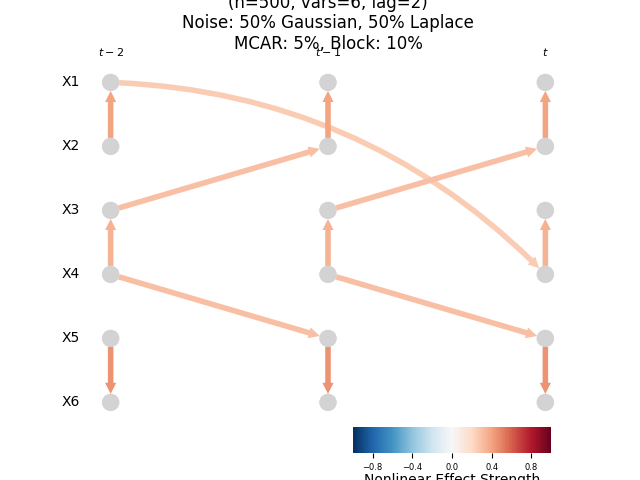 (n=500, vars=6, lag=2)
Noise: 50% Gaussian, 50% Laplace
MCAR: 5%, Block: 10%
t − 2 t − 1 t
X1
X2
X3
X4
X5
X6
−0.8 −0.4 0.0 0.4 0.8
Nonlinear Effect Strength